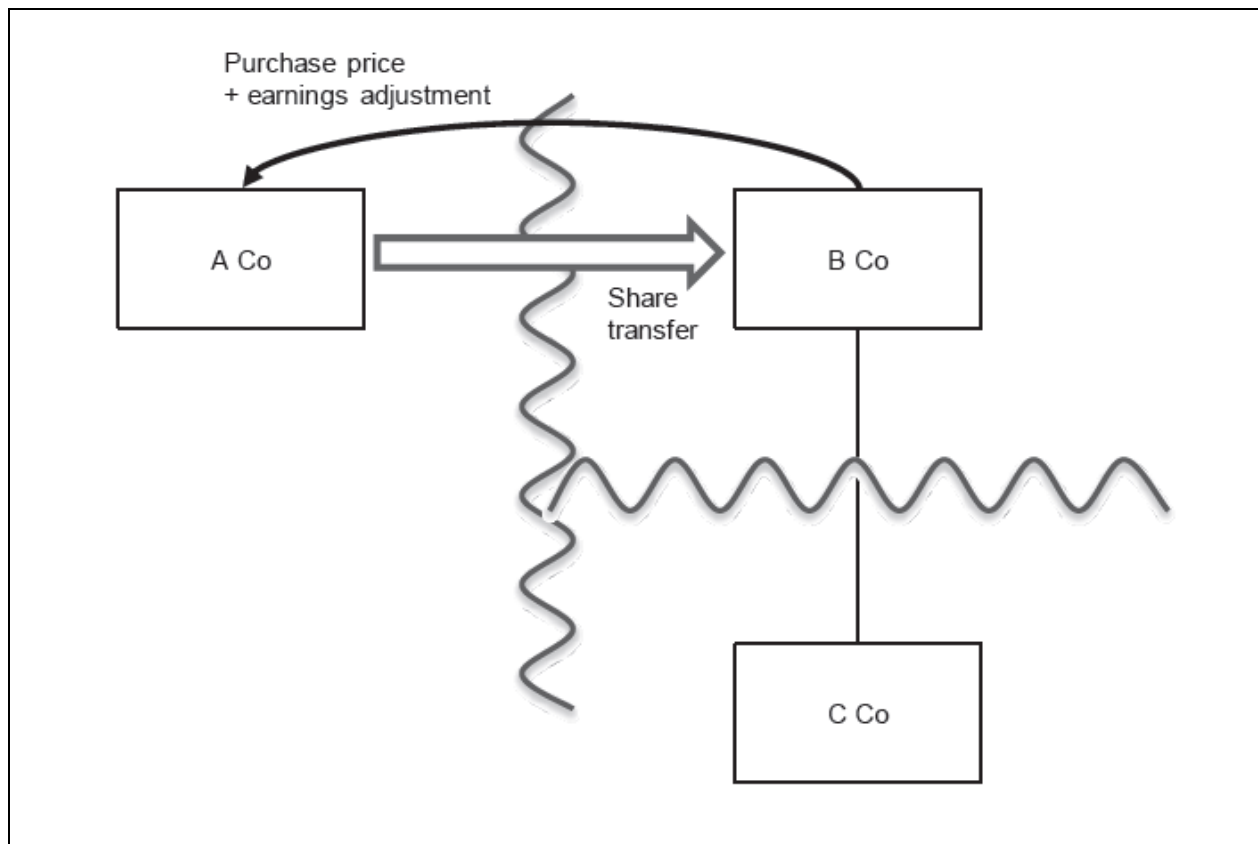 Purchase price
+ earnings adjustment
A Co
B Co
Share
transfer
C Co